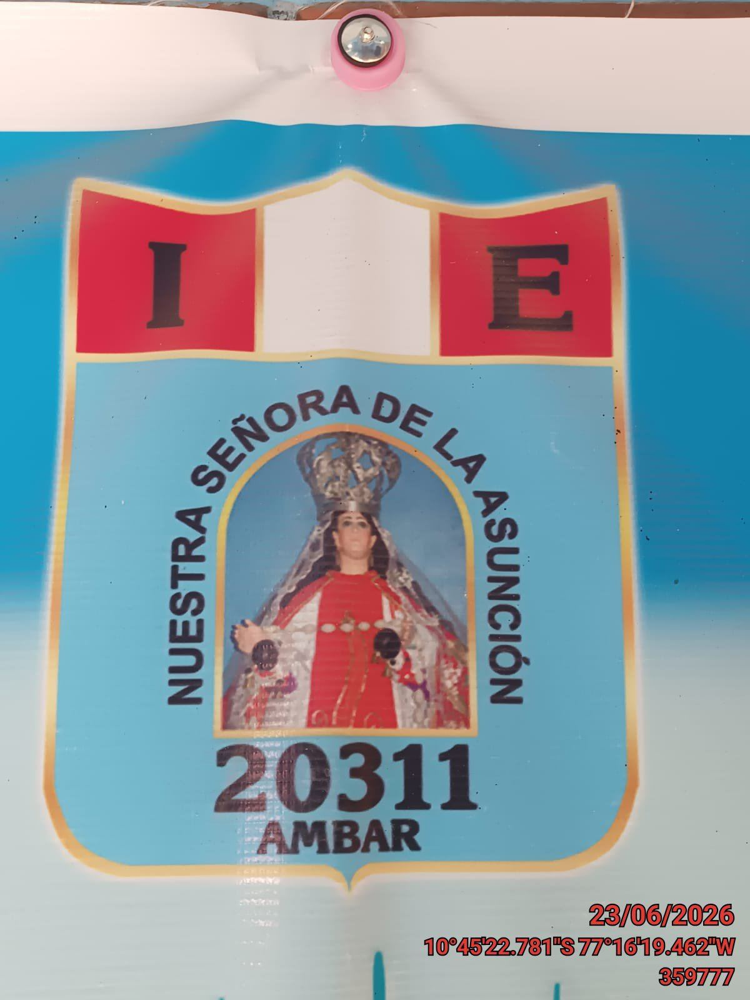 I E
NUESTRA SEÑORA DE LA ASUNCIÓN
20311
AMBAR
23/06/2026
10°45'22.781"S 77°16'19.462"W
359777